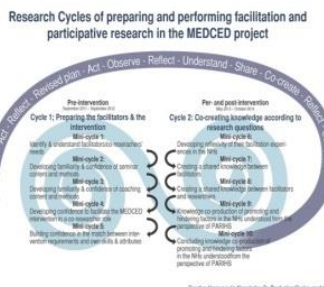 Research Cycles of preparing and performing facilitation and
participative research in the MEDCED project
Act - Reflect - Revised plan - Act - Observe - Reflect - Understand - Share - Co-create - Reflect
Pre-intervention
Cycle 1; Preparing the facilitators & the
intervention
Mini-cycle 1:
Identify & understand facilitators/co-researchers'
needs
Mini-cycle 2:
Developing familiarity & confidence of seminar
content and methods
Mini-cycle 3:
Developing familiarity & confidence of coaching
content and methods
Mini-cycle 4:
Developing confidence to facilitate the MEDCED
intervention in a co-researcher role
Mini-cycle 5:
Building confidence in the match between inter-
vention requirements and own skills & attributes
Per- and post-intervention
Cycle 2: Co-creating knowledge according to
research questions
Mini-cycle 6:
Developing reflexivity of their facilitation experi-
ences in the NHs
Mini-cycle 7:
Creating a shared knowledge between
facilitators
Mini-cycle 8:
Creating a shared knowledge between facilitators
and researchers
Mini-cycle 9:
Knowledge co-production of promoting and
hindering factors in the NHs understood from the
perspective of PARIHS
Mini-cycle 10:
Concluding knowledge co-production of
promoting and hindering factors
in the NHs understood from the
perspective of PARIHS